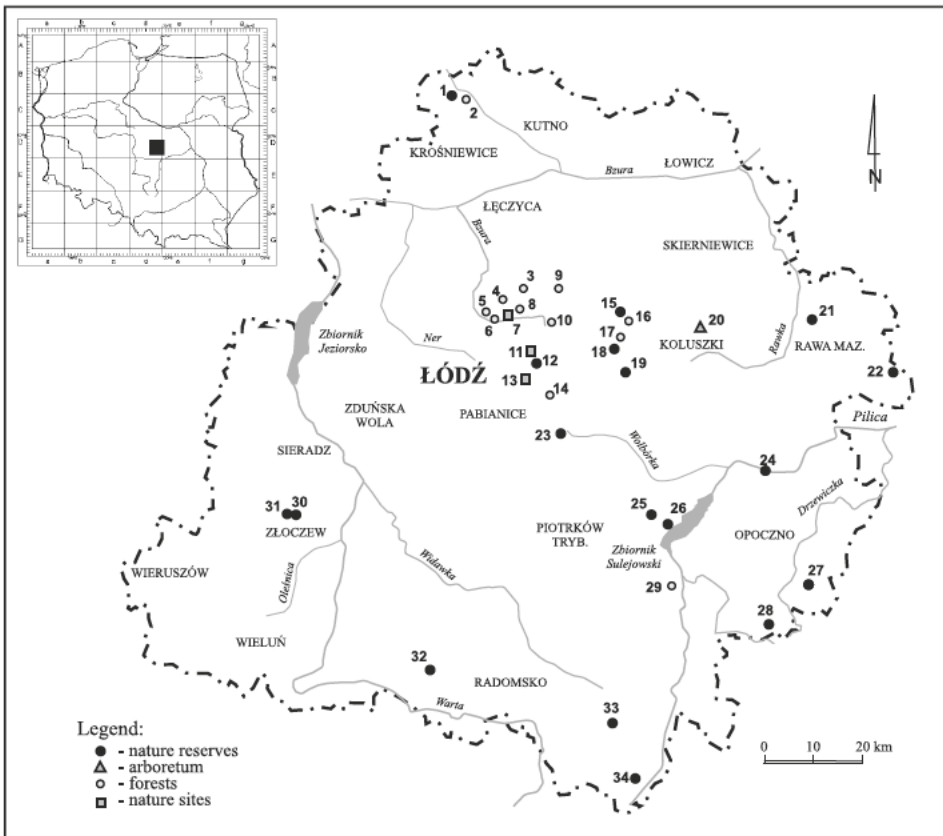 a b c d e f g
A A
B B
C C
D D
E E
F F
G G
a b c d e f g
N
1
2
KUTNO
KROŚNIEWICE
ŁOWICZ
Bzura
ŁĘCZYCA
Bzura
SKIERNIEWICE
3
9
4
5
8
15
16
21
6
7
10
20
Zbiornik
Jeziorsko
Ner
17
KOLUSZKI
Rawka
RAWA MAZ.
11
12
18
ŁÓDŹ
13
19
22
14
ZDUŃSKA
WOLA
PABIANICE
Pilica
23
Wolbórka
SIERADZ
24
Drzewiczka
31 30
25
26
ZŁOCZEW
PIOTRKÓW
TRYB.
OPOCZNO
Zbiornik
Sulejowski
WIERUSZÓW
Oleśnica
Widawka
29
27
28
WIELUŃ
32
RADOMSKO
Warta
33
34
Legend:
- nature reserves
- arboretum
- forests
- nature sites
0 10 20 km